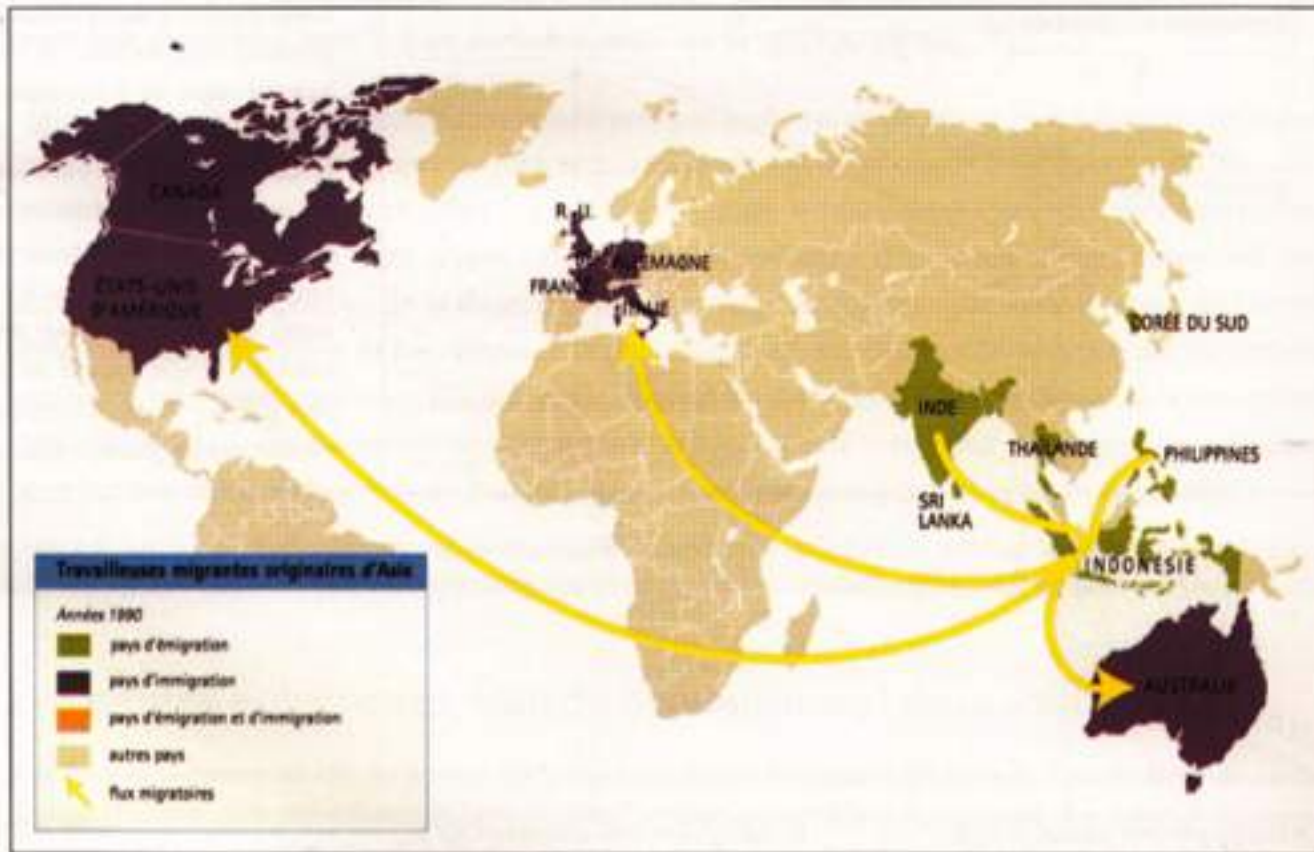 CANADA
ÉTATS-UNIS
D'AMÉRIQUE
R. U.
ALLEMAGNE
FRANCE
ITALIE
CORÉE DU SUD
INDE
THAÏLANDE
PHILIPPINES
SRI
LANKA
INDONÉSIE
AUSTRALIE
Travailleuses migrantes originaires d'Asie
Années 1990
pays d'émigration
pays d'immigration
pays d'émigration et d'immigration
autres pays
flux migratoires